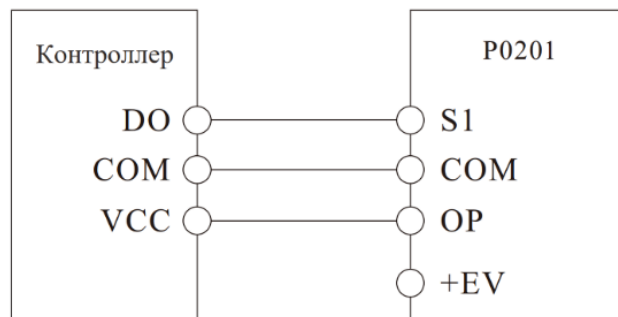 Контроллер
P0201
DO
S1
COM
COM
VCC
OP
+EV